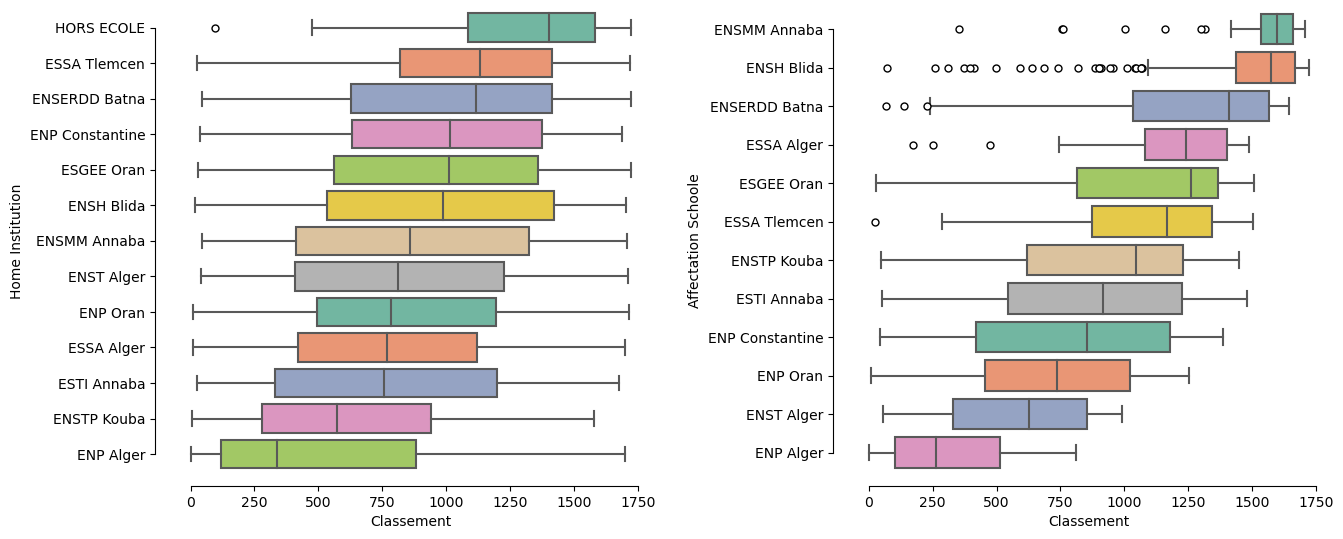 Home Institution
HORS ECOLE
ESSA Tlemcen
ENSERDD Batna
ENP Constantine
ESGEE Oran
ENSH Blida
ENSMM Annaba
ENST Alger
ENP Oran
ESSA Alger
ESTI Annaba
ENSTP Kouba
ENP Alger
0 250 500 750 1000 1250 1500 1750
Classement
Affectation Schoole
ENSMM Annaba
ENSH Blida
ENSERDD Batna
ESSA Alger
ESGEE Oran
ESSA Tlemcen
ENSTP Kouba
ESTI Annaba
ENP Constantine
ENP Oran
ENST Alger
ENP Alger
0 250 500 750 1000 1250 1500 1750
Classement